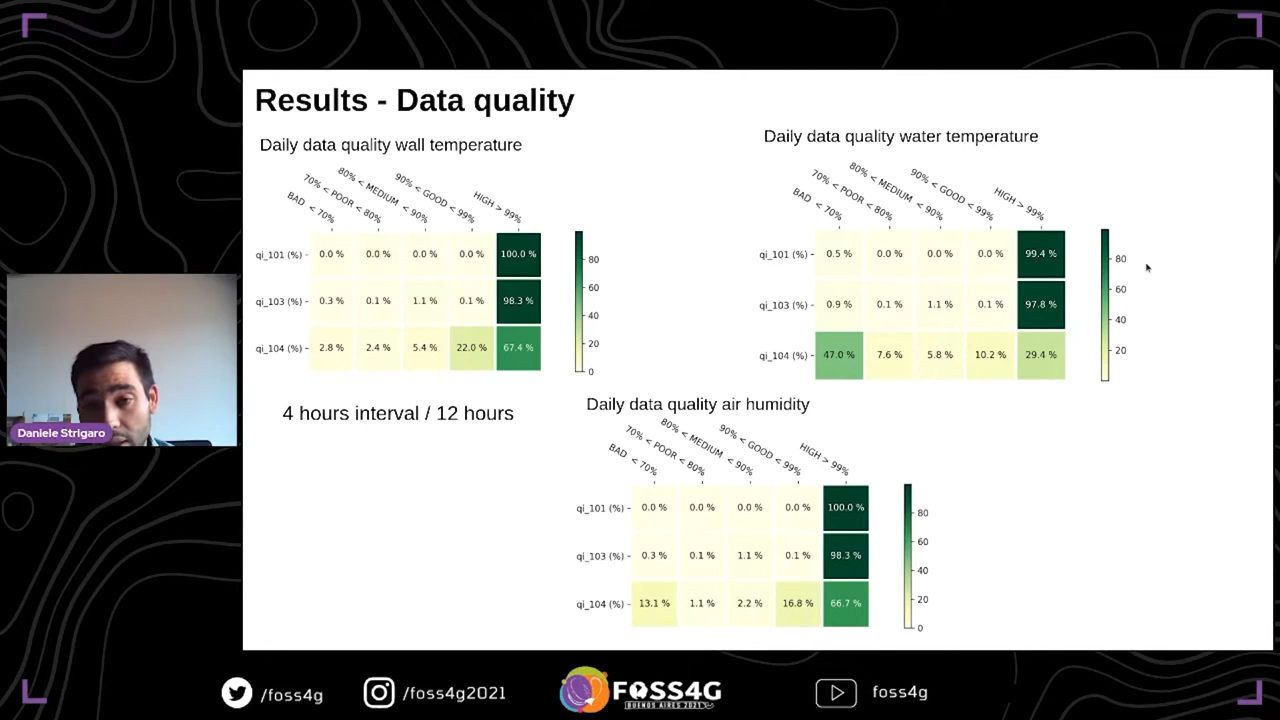 Results - Data quality
Daily data quality wall temperature
BAD < 70%
70% < POOR < 80%
80% < MEDIUM < 90%
90% < GOOD < 99%
HIGH > 99%
qi_101 (%) 0.0 % 0.0 % 0.0 % 0.0 % 100.0 %
qi_103 (%) 0.3 % 0.1 % 1.1 % 0.1 % 98.3 %
qi_104 (%) 2.8 % 2.4 % 5.4 % 22.0 % 67.4 %
80
60
40
20
0
Daily data quality water temperature
BAD < 70%
70% < POOR < 80%
80% < MEDIUM < 90%
90% < GOOD < 99%
HIGH > 99%
qi_101 (%) 0.5 % 0.0 % 0.0 % 0.0 % 99.4 %
qi_103 (%) 0.9 % 0.1 % 1.1 % 0.1 % 97.8 %
qi_104 (%) 47.0 % 7.6 % 5.8 % 10.2 % 29.4 %
80
60
40
20
4 hours interval / 12 hours
Daily data quality air humidity
BAD < 70%
70% < POOR < 80%
80% < MEDIUM < 90%
90% < GOOD < 99%
HIGH > 99%
qi_101 (%) 0.0 % 0.0 % 0.0 % 0.0 % 100.0 %
qi_103 (%) 0.3 % 0.1 % 1.1 % 0.1 % 98.3 %
qi_104 (%) 13.1 % 1.1 % 2.2 % 16.8 % 66.7 %
80
60
40
20
0
Daniele Strigaro
/foss4g
/foss4g2021
FOSS4G
BUENOS AIRES 2021
foss4g